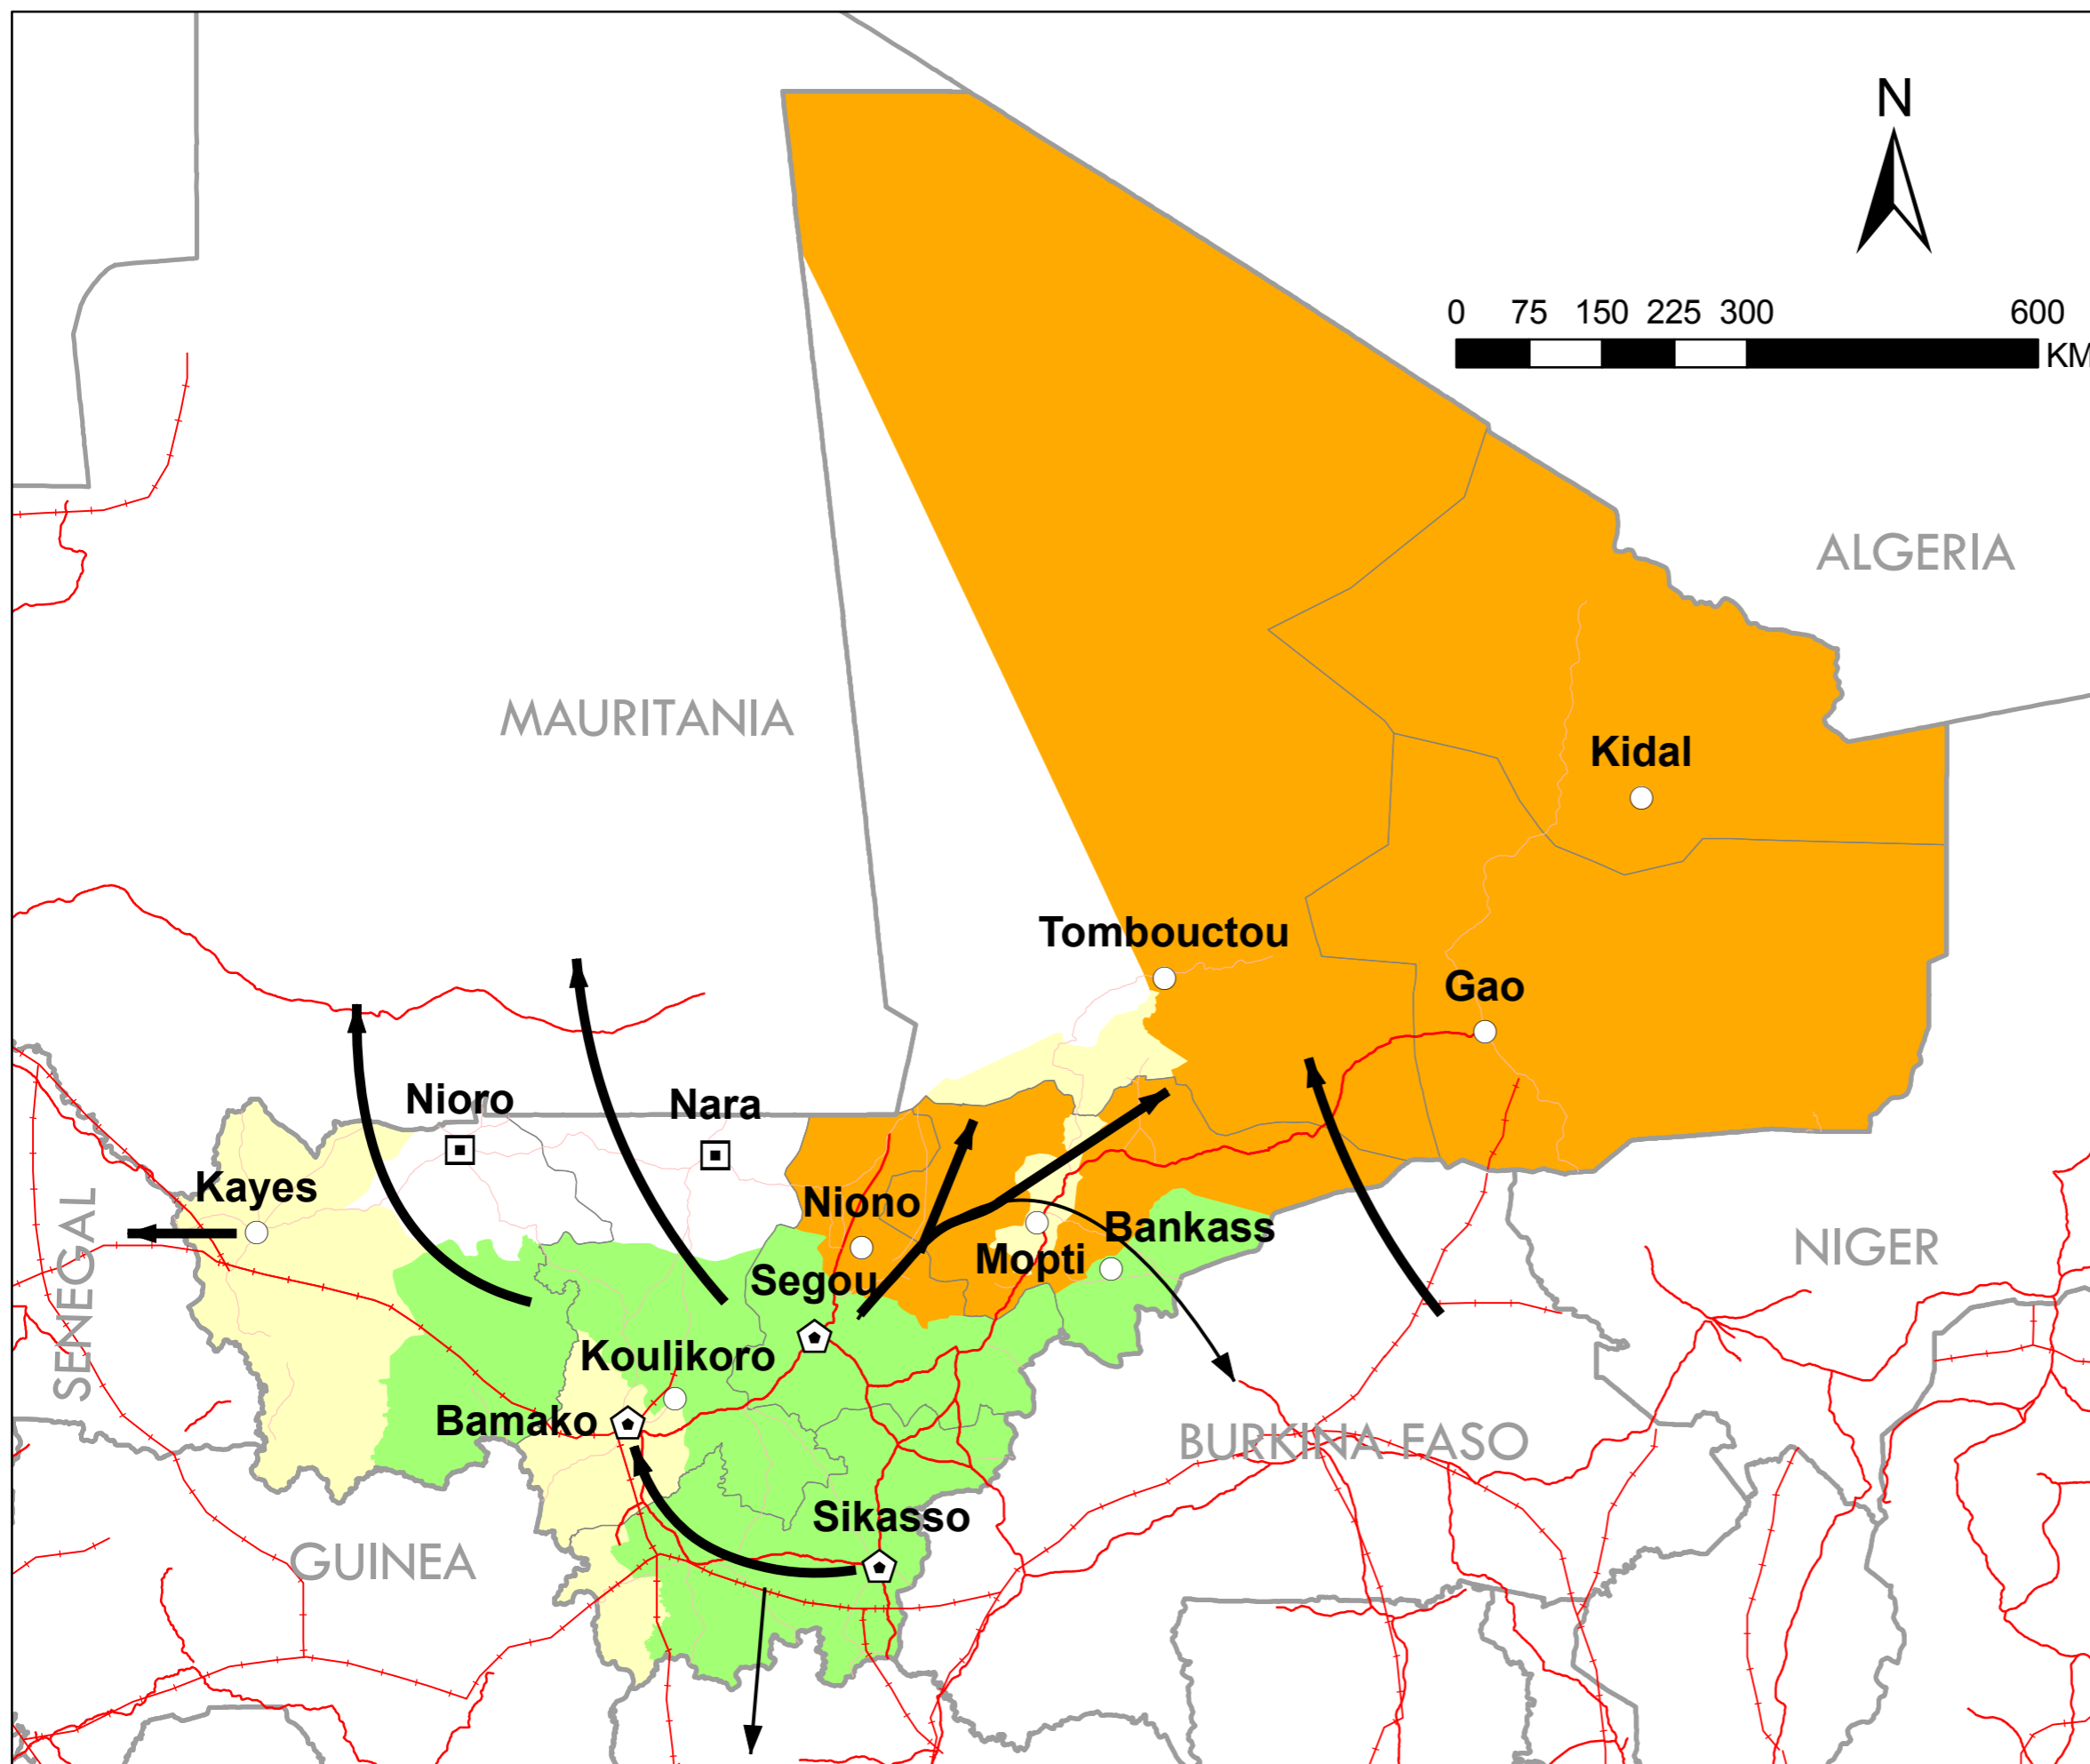 N
0 75 150 225 300 600
KM
ALGERIA
MAURITANIA
Kidal
Tombouctou
Gao
Nioro
Nara
Kayes
Niono
Bankass
Mopti
NIGER
SENEGAL
Segou
Koulikoro
Bamako
BURKINA FASO
Sikasso
GUINEA